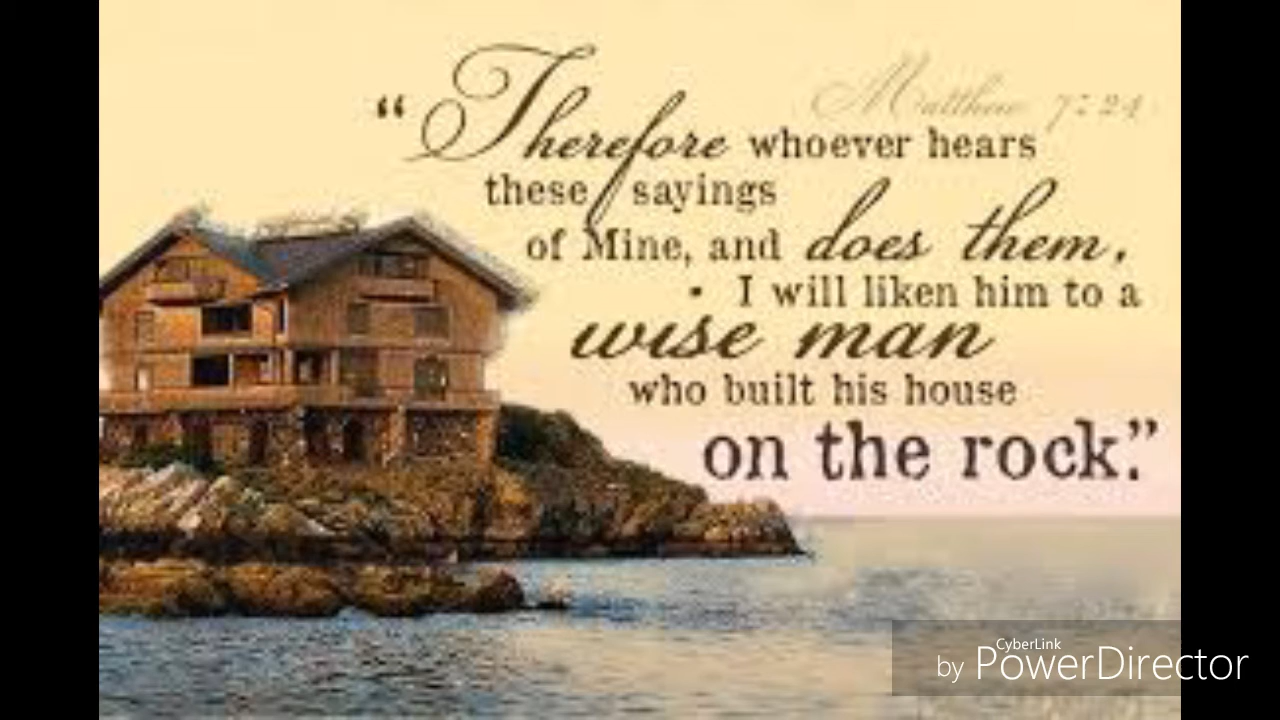 Matthew 7:24
“Therefore whoever hears
these sayings
of Mine, and does them,
I will liken him to a
wise man
who built his house
on the rock.”
CyberLink
by PowerDirector